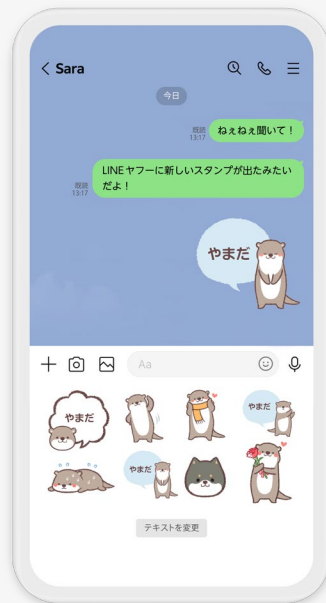 Sara
今日
既読
13:17
ねぇねぇ聞いて！
LINEヤフーに新しいスタンプが出たみたい
だよ！
既読
13:17
やまだ
Aa
やまだ
やまだ
やまだ
テキストを変更